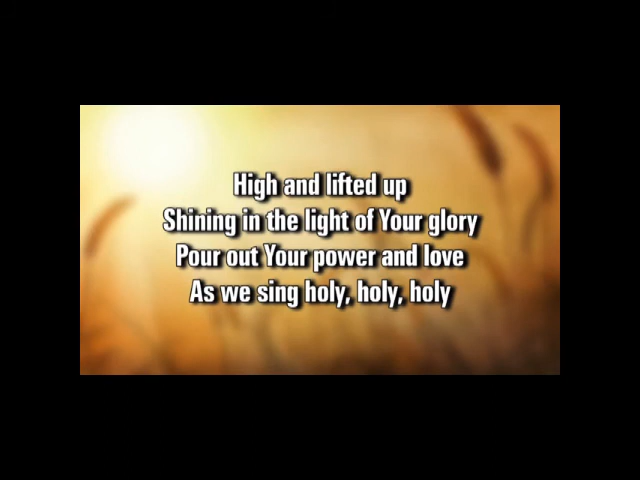 High and lifted up
Shining in the light of Your glory
Pour out Your power and love
As we sing holy, holy, holy